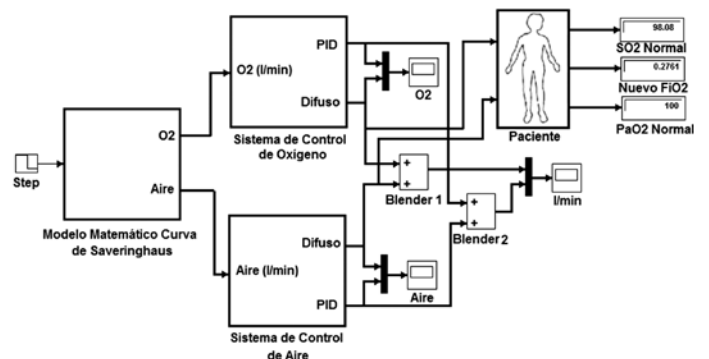 Step
O2
Aire
Modelo Matemático Curva
de Saveringhaus
PID
O2 (l/min)
Difuso
Sistema de Control
de Oxigeno
O2
Difuso
Aire (l/min)
PID
Sistema de Control
de Aire
Aire
Paciente
98.08
SO2 Normal
0.2761
Nuevo FiO2
100
PaO2 Normal
+
+
Blender 1
+
+
Blender 2
l/min